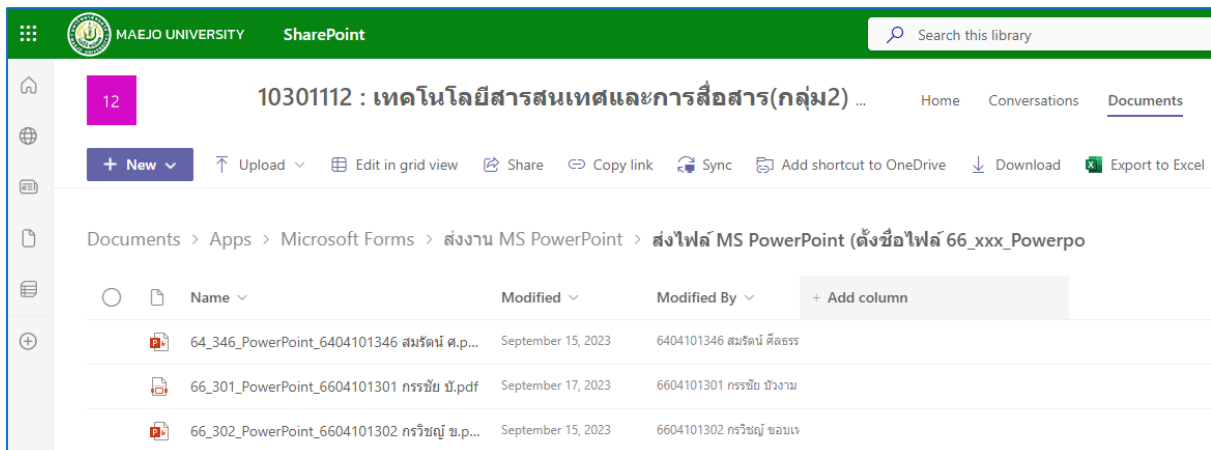 MAEJO UNIVERSITY SharePoint Search this library
12 10301112 : เทคโนโลยีสารสนเทศและการสื่อสาร(กลุ่ม2) ... Home Conversations Documents
+ New Upload Edit in grid view Share Copy link Sync Add shortcut to OneDrive Download Export to Excel
Documents > Apps > Microsoft Forms > ส่งงาน MS PowerPoint > ส่งไฟล์ MS PowerPoint (ตั้งชื่อไฟล์ 66_xxx_Powerpo
Name Modified Modified By + Add column
64_346_PowerPoint_6404101346 สมรัตน์ ศ.p... September 15, 2023 6404101346 สมรัตน์ ศีลธรร
66_301_PowerPoint_6604101301 กรรชัย บั.pdf September 17, 2023 6604101301 กรรชัย บัวงาม
66_302_PowerPoint_6604101302 กรวิชญ์ ข.p... September 15, 2023 6604101302 กรวิชญ์ ขอบเห